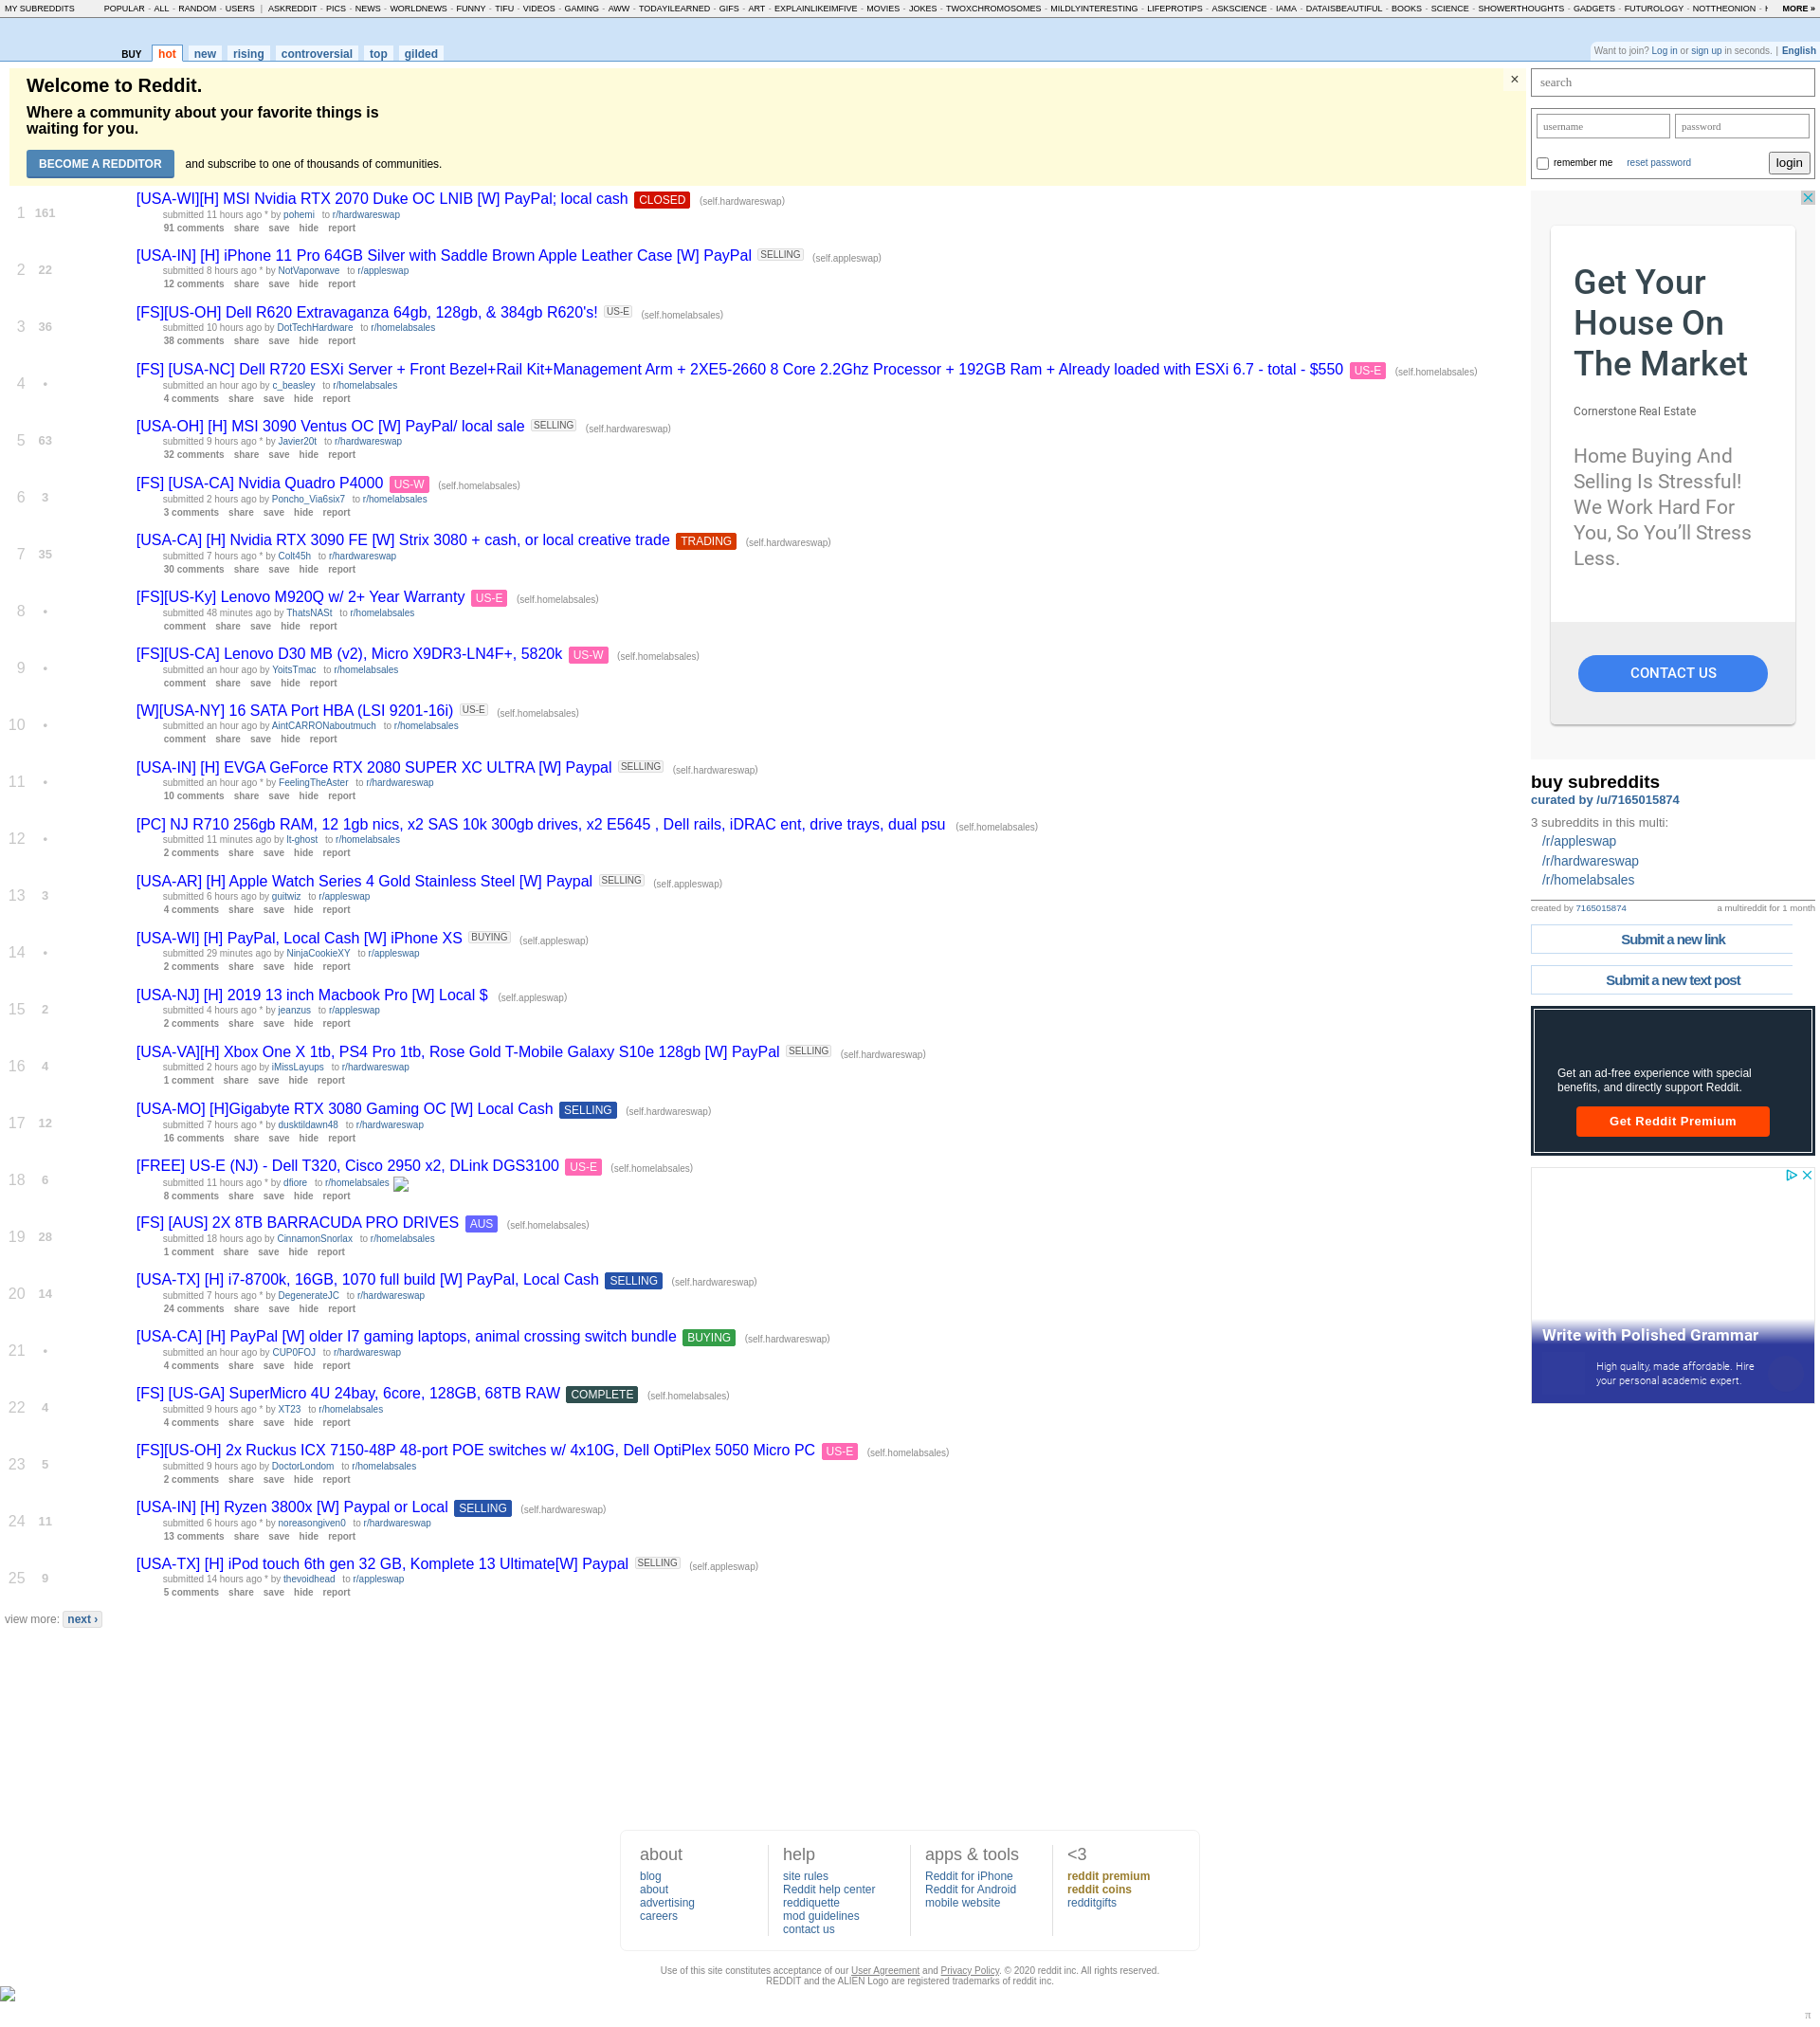 MY SUBREDDITS POPULAR - ALL - RANDOM - USERS | ASKREDDIT - PICS - NEWS - WORLDNEWS - FUNNY - TIFU - VIDEOS - GAMING - AWW - TODAYILEARNED - GIFS - ART - EXPLAINLIKEIMFIVE - MOVIES - JOKES - TWOXCHROMOSOMES - MILDLYINTERESTING - LIFEPROTIPS - ASKSCIENCE - IAMA - DATAISBEAUTIFUL - BOOKS - SCIENCE - SHOWERTHOUGHTS - GADGETS - FUTUROLOGY - NOTTHEONION - MORE »
BUY hot new rising controversial top gilded
Want to join? Log in or sign up in seconds. | English
Welcome to Reddit.
Where a community about your favorite things is
waiting for you.
BECOME A REDDITOR and subscribe to one of thousands of communities.
×
1 161 [USA-WI][H] MSI Nvidia RTX 2070 Duke OC LNIB [W] PayPal; local cash CLOSED (self.hardwareswap)
submitted 11 hours ago * by pohemi to r/hardwareswap
91 comments share save hide report
2 22 [USA-IN] [H] iPhone 11 Pro 64GB Silver with Saddle Brown Apple Leather Case [W] PayPal SELLING (self.appleswap)
submitted 8 hours ago * by NotVaporwave to r/appleswap
12 comments share save hide report
3 36 [FS][US-OH] Dell R620 Extravaganza 64gb, 128gb, & 384gb R620's! US-E (self.homelabsales)
submitted 10 hours ago by DotTechHardware to r/homelabsales
38 comments share save hide report
4 • [FS] [USA-NC] Dell R720 ESXi Server + Front Bezel+Rail Kit+Management Arm + 2XE5-2660 8 Core 2.2Ghz Processor + 192GB Ram + Already loaded with ESXi 6.7 - total - $550 US-E (self.homelabsales)
submitted an hour ago by c_beasley to r/homelabsales
4 comments share save hide report
5 63 [USA-OH] [H] MSI 3090 Ventus OC [W] PayPal/ local sale SELLING (self.hardwareswap)
submitted 9 hours ago * by Javier20t to r/hardwareswap
32 comments share save hide report
6 3 [FS] [USA-CA] Nvidia Quadro P4000 US-W (self.homelabsales)
submitted 2 hours ago by Poncho_Via6six7 to r/homelabsales
3 comments share save hide report
7 35 [USA-CA] [H] Nvidia RTX 3090 FE [W] Strix 3080 + cash, or local creative trade TRADING (self.hardwareswap)
submitted 7 hours ago * by Colt45h to r/hardwareswap
30 comments share save hide report
8 • [FS][US-Ky] Lenovo M920Q w/ 2+ Year Warranty US-E (self.homelabsales)
submitted 48 minutes ago by ThatsNASt to r/homelabsales
comment share save hide report
9 • [FS][US-CA] Lenovo D30 MB (v2), Micro X9DR3-LN4F+, 5820k US-W (self.homelabsales)
submitted an hour ago by YoitsTmac to r/homelabsales
comment share save hide report
10 • [W][USA-NY] 16 SATA Port HBA (LSI 9201-16i) US-E (self.homelabsales)
submitted an hour ago by AintCARRONaboutmuch to r/homelabsales
comment share save hide report
11 • [USA-IN] [H] EVGA GeForce RTX 2080 SUPER XC ULTRA [W] Paypal SELLING (self.hardwareswap)
submitted an hour ago * by FeelingTheAster to r/hardwareswap
10 comments share save hide report
12 • [PC] NJ R710 256gb RAM, 12 1gb nics, x2 SAS 10k 300gb drives, x2 E5645 , Dell rails, iDRAC ent, drive trays, dual psu (self.homelabsales)
submitted 11 minutes ago by lt-ghost to r/homelabsales
2 comments share save hide report
13 3 [USA-AR] [H] Apple Watch Series 4 Gold Stainless Steel [W] Paypal SELLING (self.appleswap)
submitted 6 hours ago by guitwiz to r/appleswap
4 comments share save hide report
14 • [USA-WI] [H] PayPal, Local Cash [W] iPhone XS BUYING (self.appleswap)
submitted 29 minutes ago by NinjaCookieXY to r/appleswap
2 comments share save hide report
15 2 [USA-NJ] [H] 2019 13 inch Macbook Pro [W] Local $ (self.appleswap)
submitted 4 hours ago * by jeanzus to r/appleswap
2 comments share save hide report
16 4 [USA-VA][H] Xbox One X 1tb, PS4 Pro 1tb, Rose Gold T-Mobile Galaxy S10e 128gb [W] PayPal SELLING (self.hardwareswap)
submitted 2 hours ago by iMissLayups to r/hardwareswap
1 comment share save hide report
17 12 [USA-MO] [H]Gigabyte RTX 3080 Gaming OC [W] Local Cash SELLING (self.hardwareswap)
submitted 7 hours ago * by dusktildawn48 to r/hardwareswap
16 comments share save hide report
18 6 [FREE] US-E (NJ) - Dell T320, Cisco 2950 x2, DLink DGS3100 US-E (self.homelabsales)
submitted 11 hours ago * by dfiore to r/homelabsales
8 comments share save hide report
19 28 [FS] [AUS] 2X 8TB BARRACUDA PRO DRIVES AUS (self.homelabsales)
submitted 18 hours ago by CinnamonSnorlax to r/homelabsales
1 comment share save hide report
20 14 [USA-TX] [H] i7-8700k, 16GB, 1070 full build [W] PayPal, Local Cash SELLING (self.hardwareswap)
submitted 7 hours ago * by DegenerateJC to r/hardwareswap
24 comments share save hide report
21 • [USA-CA] [H] PayPal [W] older I7 gaming laptops, animal crossing switch bundle BUYING (self.hardwareswap)
submitted an hour ago by CUP0FOJ to r/hardwareswap
4 comments share save hide report
22 4 [FS] [US-GA] SuperMicro 4U 24bay, 6core, 128GB, 68TB RAW COMPLETE (self.homelabsales)
submitted 9 hours ago * by XT23 to r/homelabsales
4 comments share save hide report
23 5 [FS][US-OH] 2x Ruckus ICX 7150-48P 48-port POE switches w/ 4x10G, Dell OptiPlex 5050 Micro PC US-E (self.homelabsales)
submitted 9 hours ago by DoctorLondom to r/homelabsales
2 comments share save hide report
24 11 [USA-IN] [H] Ryzen 3800x [W] Paypal or Local SELLING (self.hardwareswap)
submitted 6 hours ago * by noreasongiven0 to r/hardwareswap
13 comments share save hide report
25 9 [USA-TX] [H] iPod touch 6th gen 32 GB, Komplete 13 Ultimate[W] Paypal SELLING (self.appleswap)
submitted 14 hours ago * by thevoidhead to r/appleswap
5 comments share save hide report
view more: next ›
search
username password
remember me reset password login
Get Your
House On
The Market
Cornerstone Real Estate
Home Buying And
Selling Is Stressful!
We Work Hard For
You, So You’ll Stress
Less.
CONTACT US
buy subreddits
curated by /u/7165015874
3 subreddits in this multi:
/r/appleswap
/r/hardwareswap
/r/homelabsales
created by 7165015874 a multireddit for 1 month
Submit a new link
Submit a new text post
Get an ad-free experience with special
benefits, and directly support Reddit.
Get Reddit Premium
Write with Polished Grammar
High quality, made affordable. Hire
your personal academic expert.
about help apps & tools <3
blog site rules Reddit for iPhone reddit premium
about Reddit help center Reddit for Android reddit coins
advertising reddiquette mobile website redditgifts
careers mod guidelines
contact us
Use of this site constitutes acceptance of our User Agreement and Privacy Policy. © 2020 reddit inc. All rights reserved.
REDDIT and the ALIEN Logo are registered trademarks of reddit inc.
π